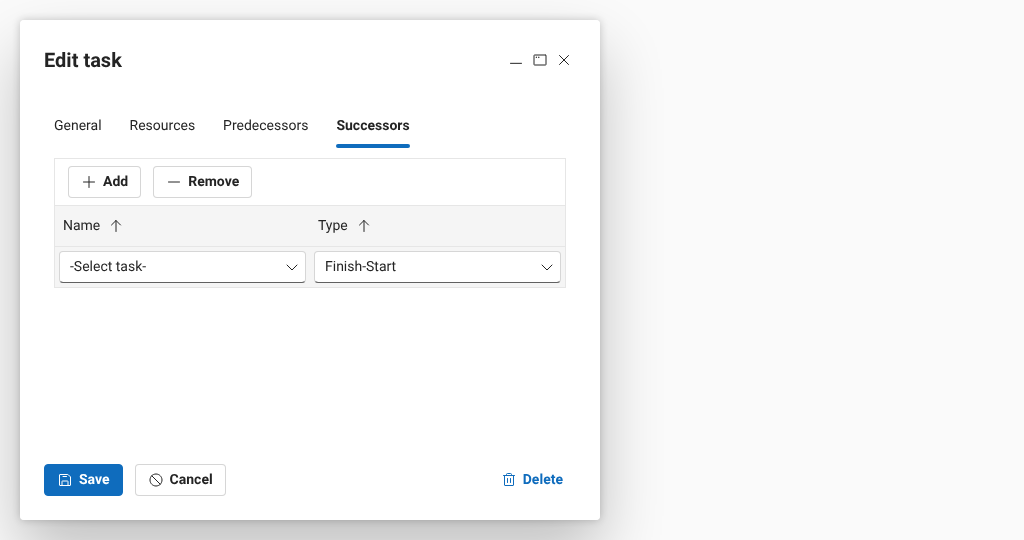 Edit task
General Resources Predecessors Successors
Add Remove
Name Type
-Select task- Finish-Start
Save Cancel Delete